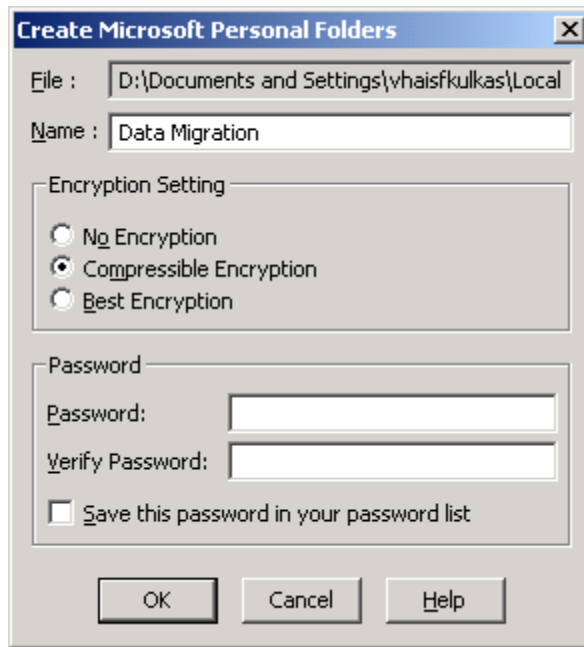 Create Microsoft Personal Folders
File : D:\Documents and Settings\vhaisfkulkas\Local
Name : Data Migration
Encryption Setting
No Encryption
Compressible Encryption
Best Encryption
Password
Password:
Verify Password:
Save this password in your password list
OK Cancel Help